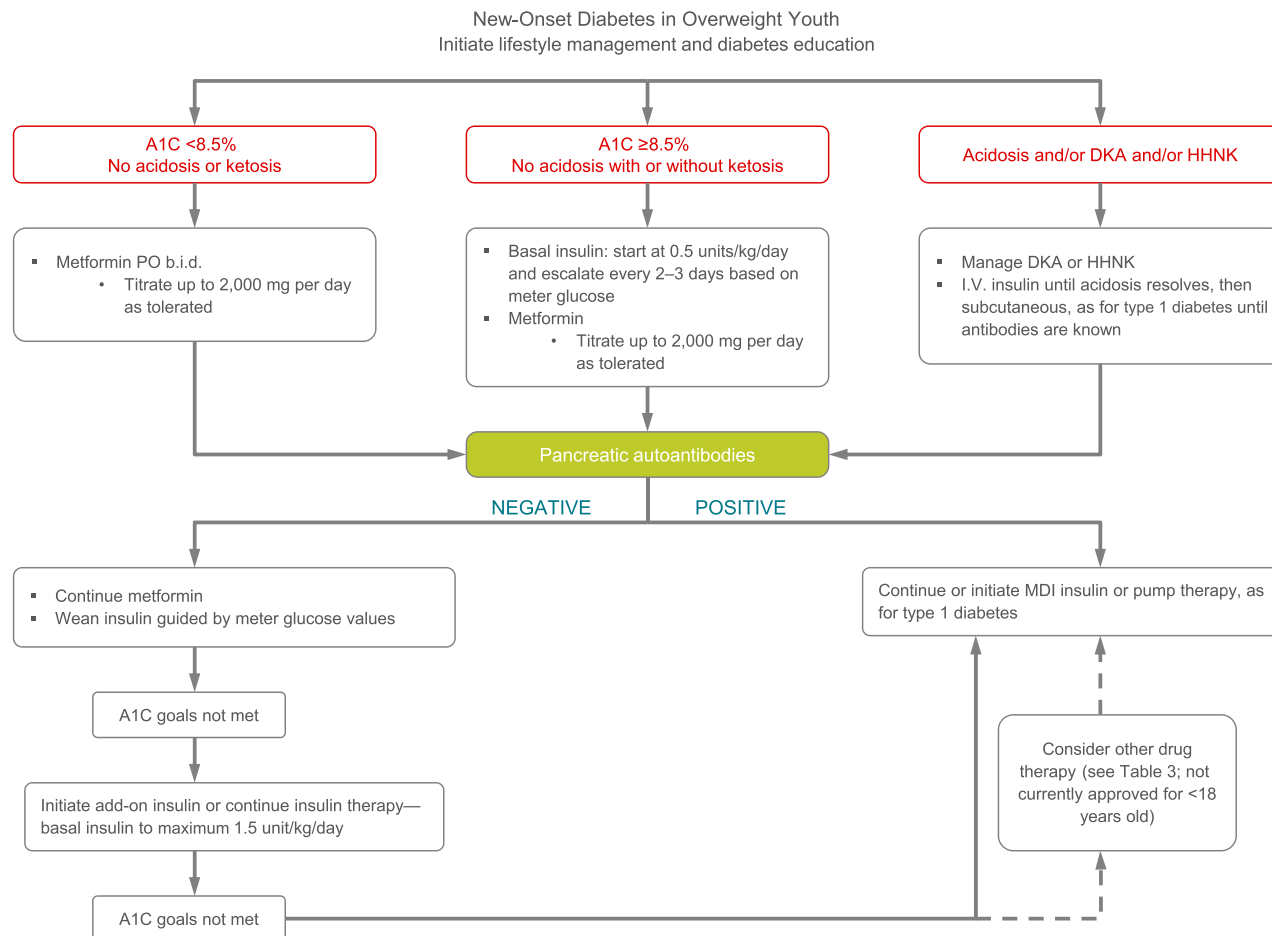 New-Onset Diabetes in Overweight Youth
Initiate lifestyle management and diabetes education
A1C <8.5%
No acidosis or ketosis
A1C ≥8.5%
No acidosis with or without ketosis
Acidosis and/or DKA and/or HHNK
▪ Metformin PO b.i.d.
• Titrate up to 2,000 mg per day
as tolerated
▪ Basal insulin: start at 0.5 units/kg/day
and escalate every 2–3 days based on
meter glucose
▪ Metformin
• Titrate up to 2,000 mg per day
as tolerated
▪ Manage DKA or HHNK
▪ I.V. insulin until acidosis resolves, then
subcutaneous, as for type 1 diabetes until
antibodies are known
Pancreatic autoantibodies
NEGATIVE
POSITIVE
▪ Continue metformin
▪ Wean insulin guided by meter glucose values
Continue or initiate MDI insulin or pump therapy, as
for type 1 diabetes
A1C goals not met
Initiate add-on insulin or continue insulin therapy—
basal insulin to maximum 1.5 unit/kg/day
Consider other drug
therapy (see Table 3; not
currently approved for <18
years old)
A1C goals not met